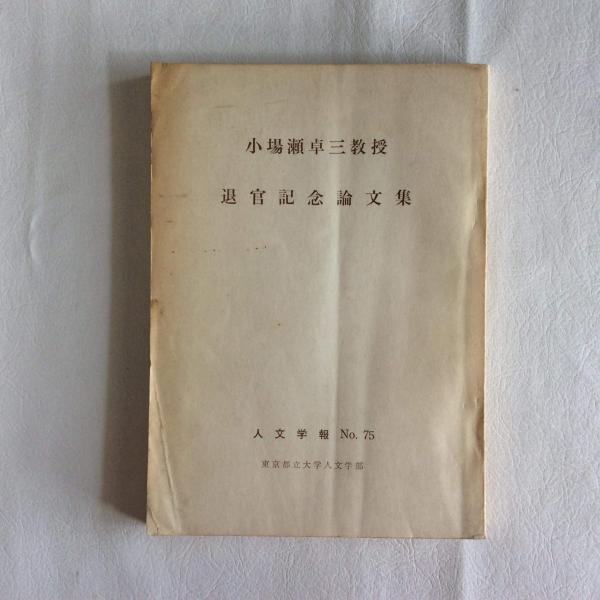 小場瀬卓三教授
退官記念論文集
人文学報 No. 75
東京都立大学人文学部